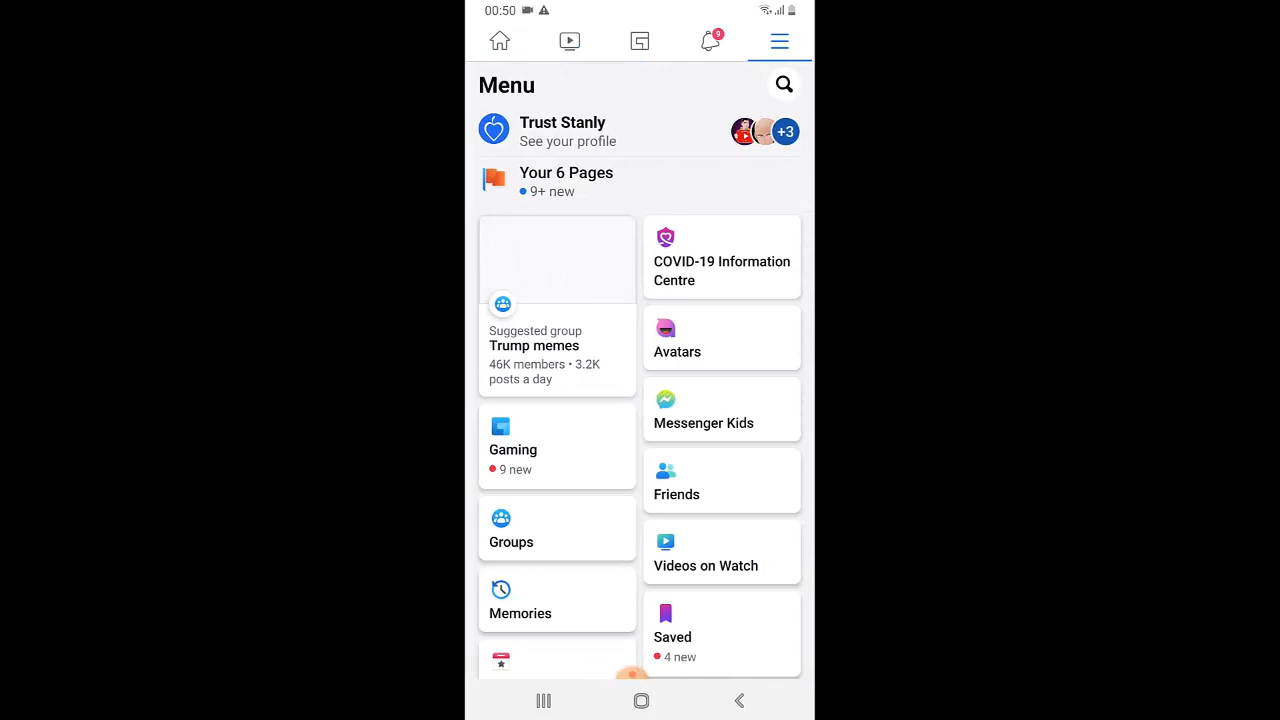 00:50
9
Menu
Trust Stanly
See your profile
+3
Your 6 Pages
9+ new
Suggested group
Trump memes
46K members • 3.2K
posts a day
Gaming
9 new
Groups
Memories
COVID-19 Information
Centre
Avatars
Messenger Kids
Friends
Videos on Watch
Saved
4 new